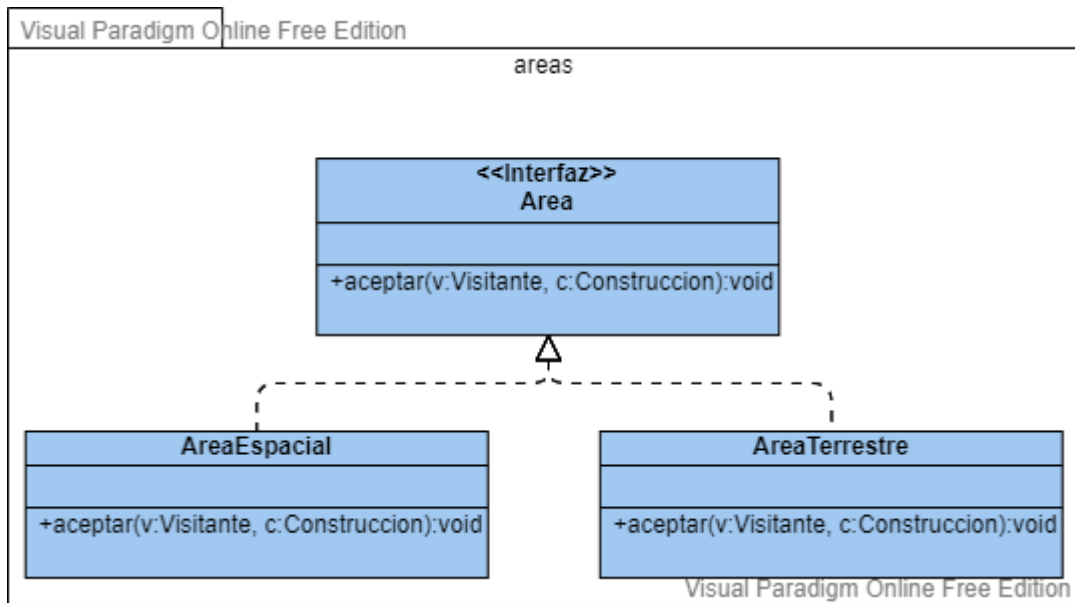 Visual Paradigm Online Free Edition
areas
<<Interfaz>>
Area
+aceptar(v:Visitante, c:Construccion):void
AreaEspacial
+aceptar(v:Visitante, c:Construccion):void
AreaTerrestre
+aceptar(v:Visitante, c:Construccion):void
Visual Paradigm Online Free Edition